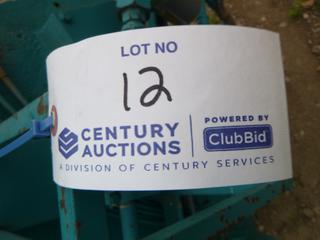 LOT NO
12
CENTURY
AUCTIONS
A DIVISION OF CENTURY SERVICES
POWERED BY
ClubBid